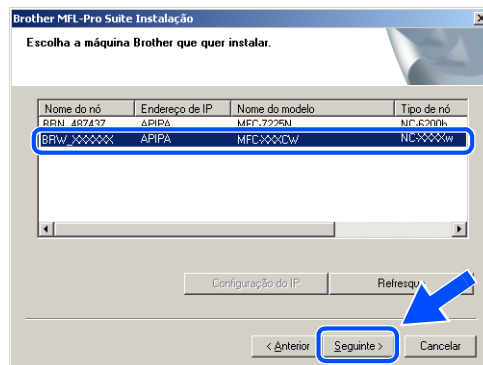 Brother MFL-Pro Suite Instalação
Escolha a máquina Brother que quer instalar.
Nome do nó Endereço de IP Nome do modelo Tipo de nó
BRN_487437 APIPA MFC-7225N NC-6200h
BRW_XXXXXX APIPA MFC-XXXCW NC-XXXXw
Configuração do IP
< Anterior Seguinte > Cancelar